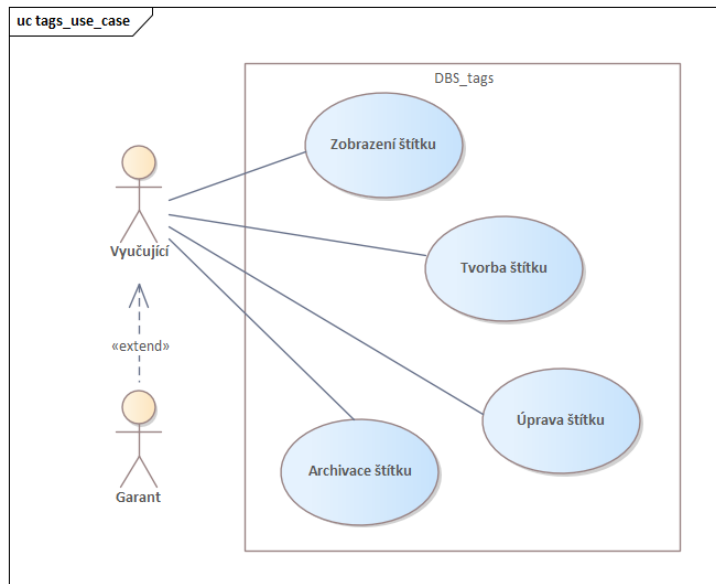 uc tags_use_case
DBS_tags
Zobrazení štítku
Vyučující
Tvorba štítku
«extend»
Úprava štítku
Archivace štítku
Garant